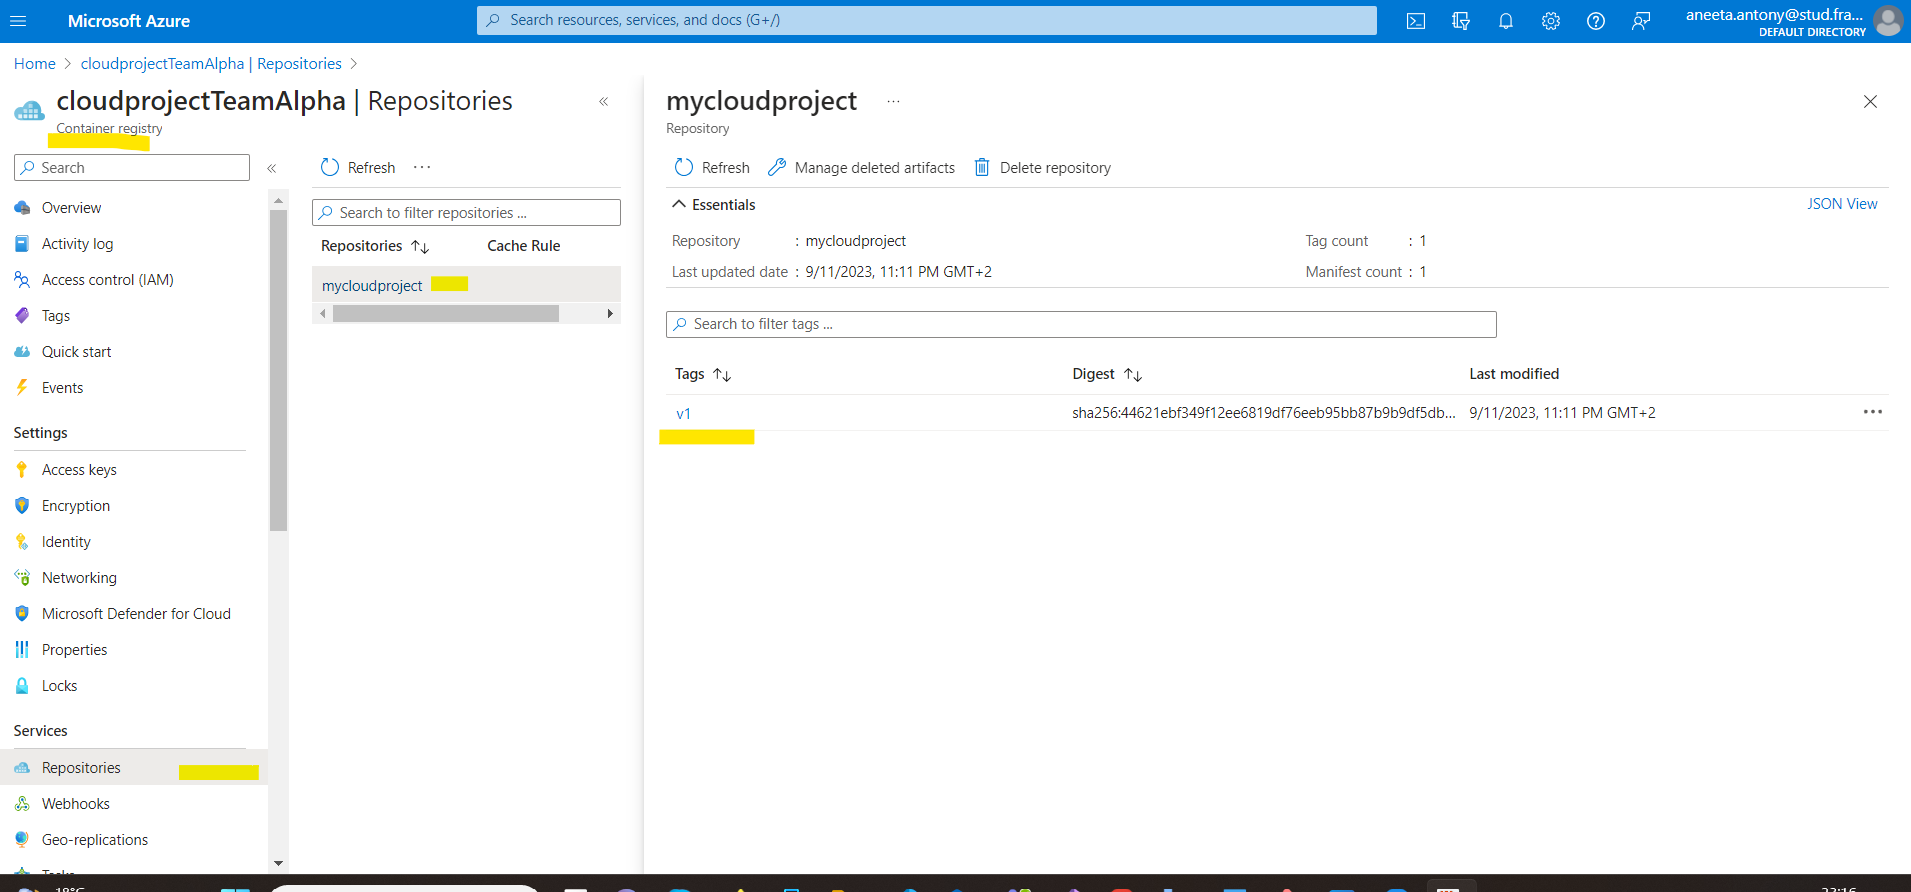 Microsoft Azure
Search resources, services, and docs (G+/)
aneeta.antony@stud.fra...
DEFAULT DIRECTORY
Home > cloudprojectTeamAlpha | Repositories >
cloudprojectTeamAlpha | Repositories
Container registry
Search
Overview
Activity log
Access control (IAM)
Tags
Quick start
Events
Settings
Access keys
Encryption
Identity
Networking
Microsoft Defender for Cloud
Properties
Locks
Services
Repositories
Webhooks
Geo-replications
Tasks
Refresh
Search to filter repositories ...
Repositories Cache Rule
mycloudproject
mycloudproject ...
Repository
Refresh Manage deleted artifacts Delete repository
Essentials JSON View
Repository : mycloudproject Tag count : 1
Last updated date : 9/11/2023, 11:11 PM GMT+2 Manifest count : 1
Search to filter tags ...
Tags Digest Last modified
v1 sha256:44621ebf349f12ee6819df76eeb95bb87b9b9df5db... 9/11/2023, 11:11 PM GMT+2
18°C